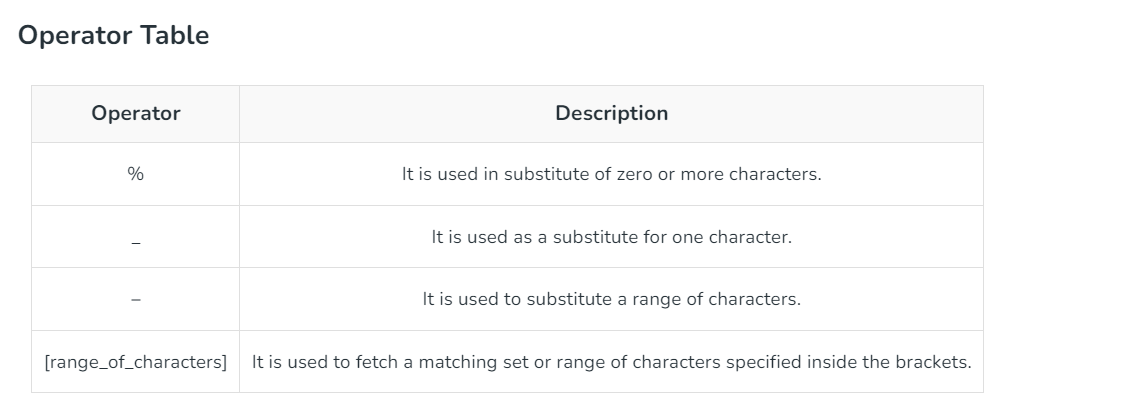 Operator Table
Operator Description
% It is used in substitute of zero or more characters.
_ It is used as a substitute for one character.
– It is used to substitute a range of characters.
[range_of_characters] It is used to fetch a matching set or range of characters specified inside the brackets.